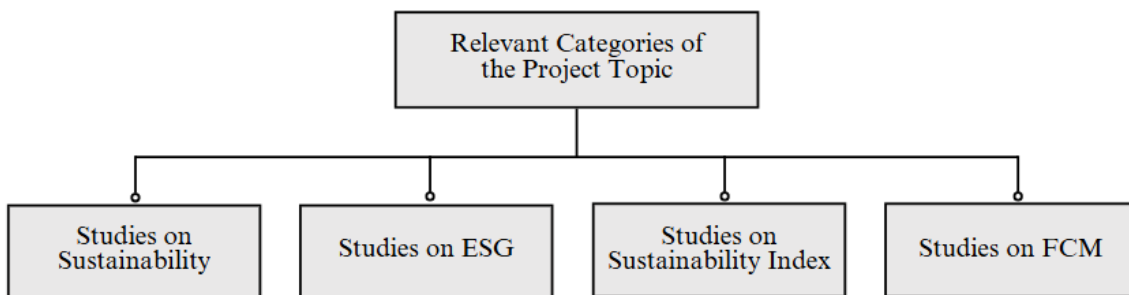 Relevant Categories of
the Project Topic
Studies on
Sustainability
Studies on ESG
Studies on
Sustainability Index
Studies on FCM